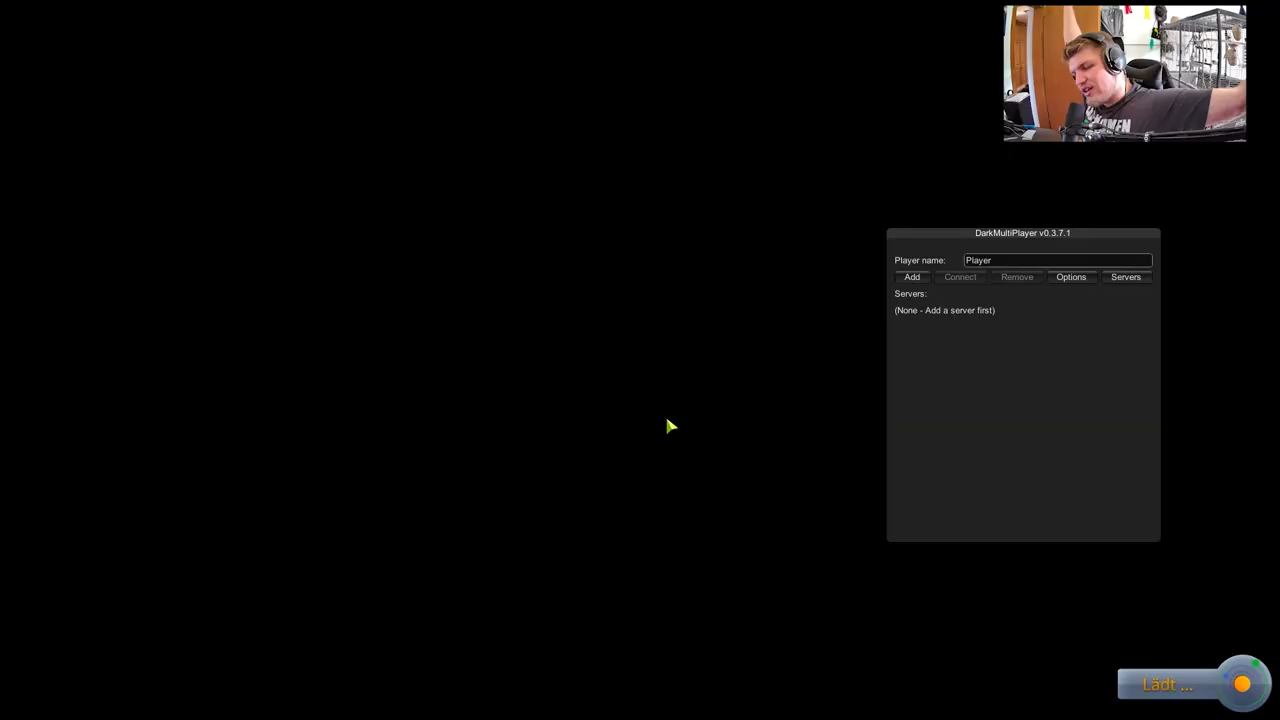 DarkMultiPlayer v0.3.7.1
Player name: Player
Add Connect Remove Options Servers
Servers:
(None - Add a server first)
Lädt ...